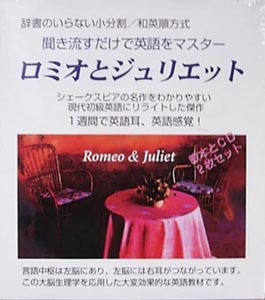 辞書のいらない小分割／和英順方式
聞き流すだけで英語をマスター
ロミオとジュリエット
シェークスピアの名作をわかりやすい
現代初級英語にリライトした傑作
1週間で英語耳、英語感覚！
Romeo & Juliet
脚本とCD
2枚セット
言語中枢は左脳にあり、左脳には右耳がつながっています。
この大脳生理学を応用した大変効果的な英語教材です。